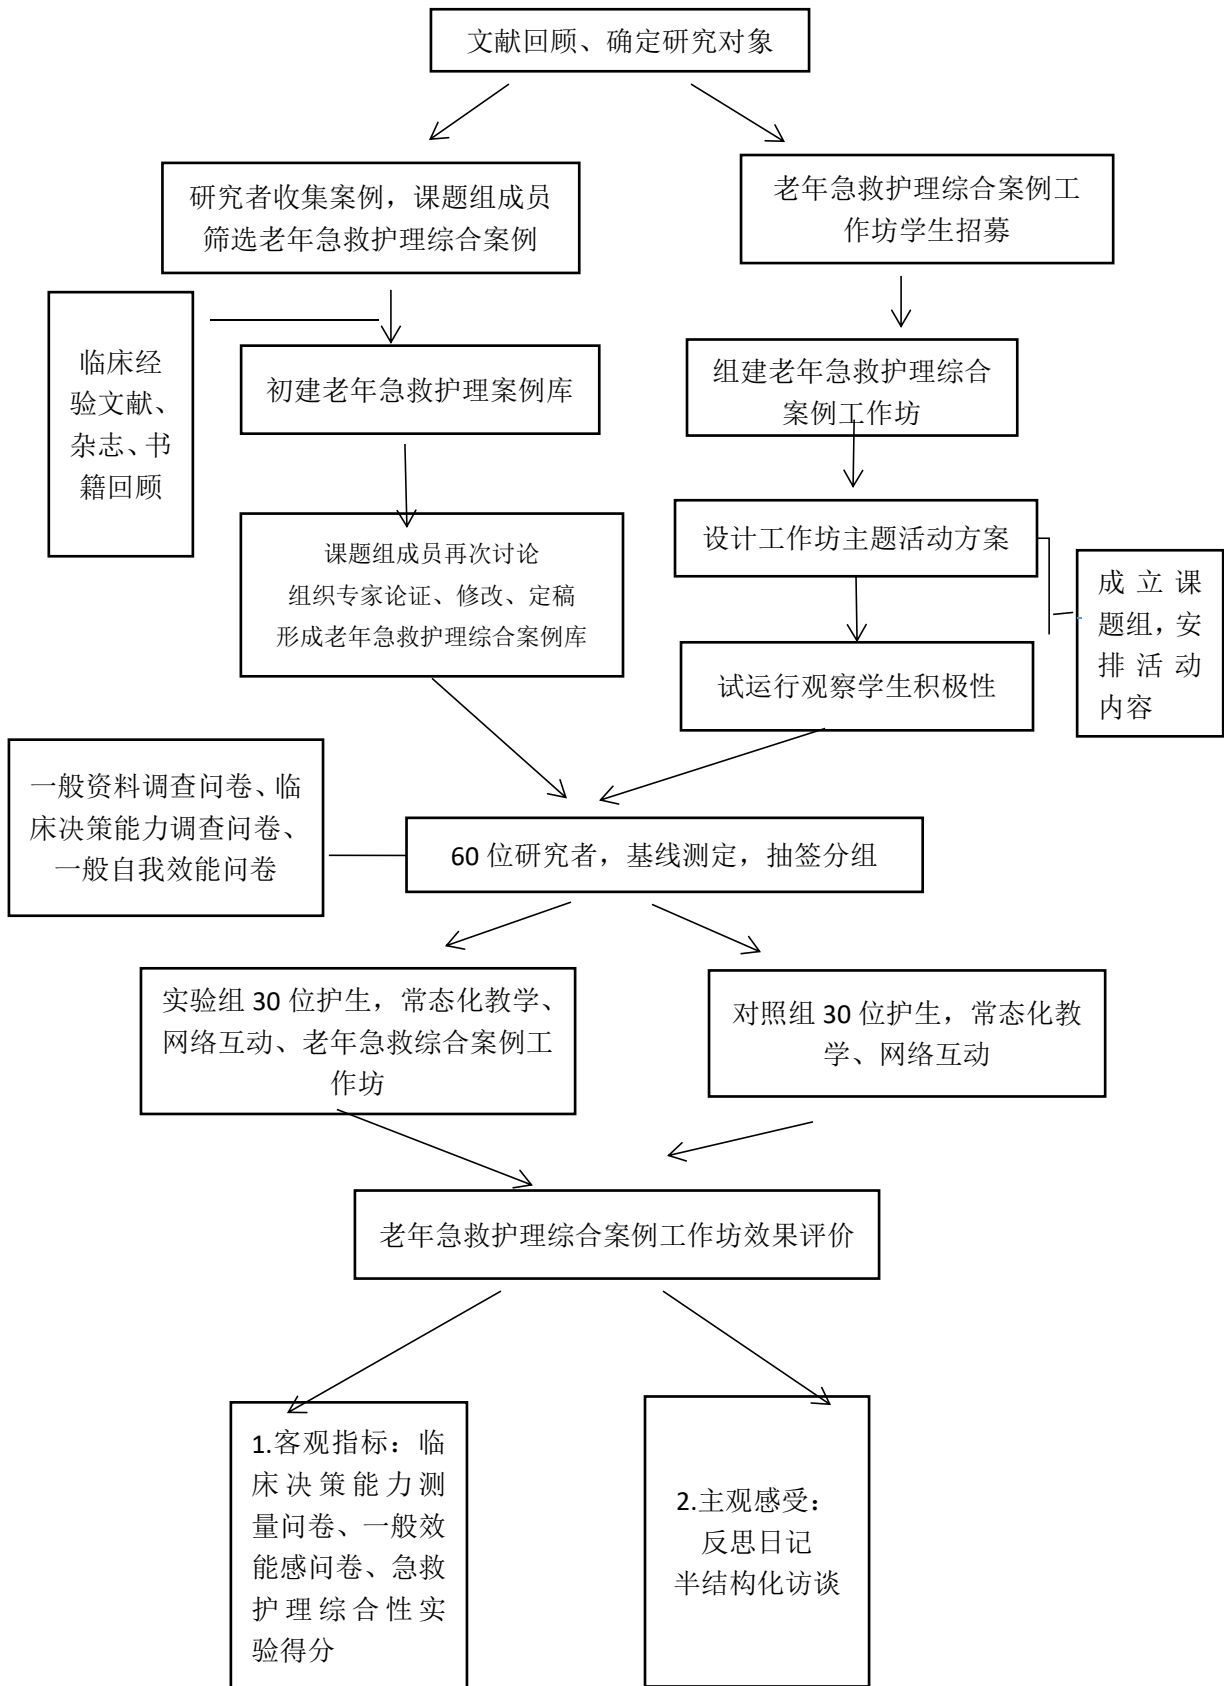 文献回顾、确定研究对象
研究者收集案例，课题组成员
筛选老年急救护理综合案例
老年急救护理综合案例工
作坊学生招募
临床经
验文献、
杂志、书
籍回顾
初建老年急救护理案例库
组建老年急救护理综合
案例工作坊
课题组成员再次讨论
组织专家论证、修改、定稿
形成老年急救护理综合案例库
设计工作坊主题活动方案
成立课
题组，安
排活动
内容
试运行观察学生积极性
一般资料调查问卷、临
床决策能力调查问卷、
一般自我效能问卷
60 位研究者，基线测定，抽签分组
实验组 30 位护生，常态化教学、
网络互动、老年急救综合案例工
作坊
对照组 30 位护生，常态化教
学、网络互动
老年急救护理综合案例工作坊效果评价
1.客观指标：临
床决策能力测
量问卷、一般效
能感问卷、急救
护理综合性实
验得分
2.主观感受：
反思日记
半结构化访谈